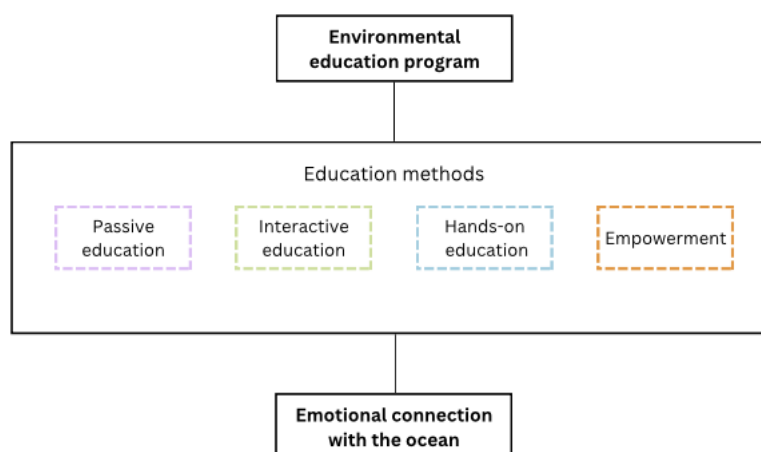 Environmental
education program
Education methods
Passive
education
Interactive
education
Hands-on
education
Empowerment
Emotional connection
with the ocean